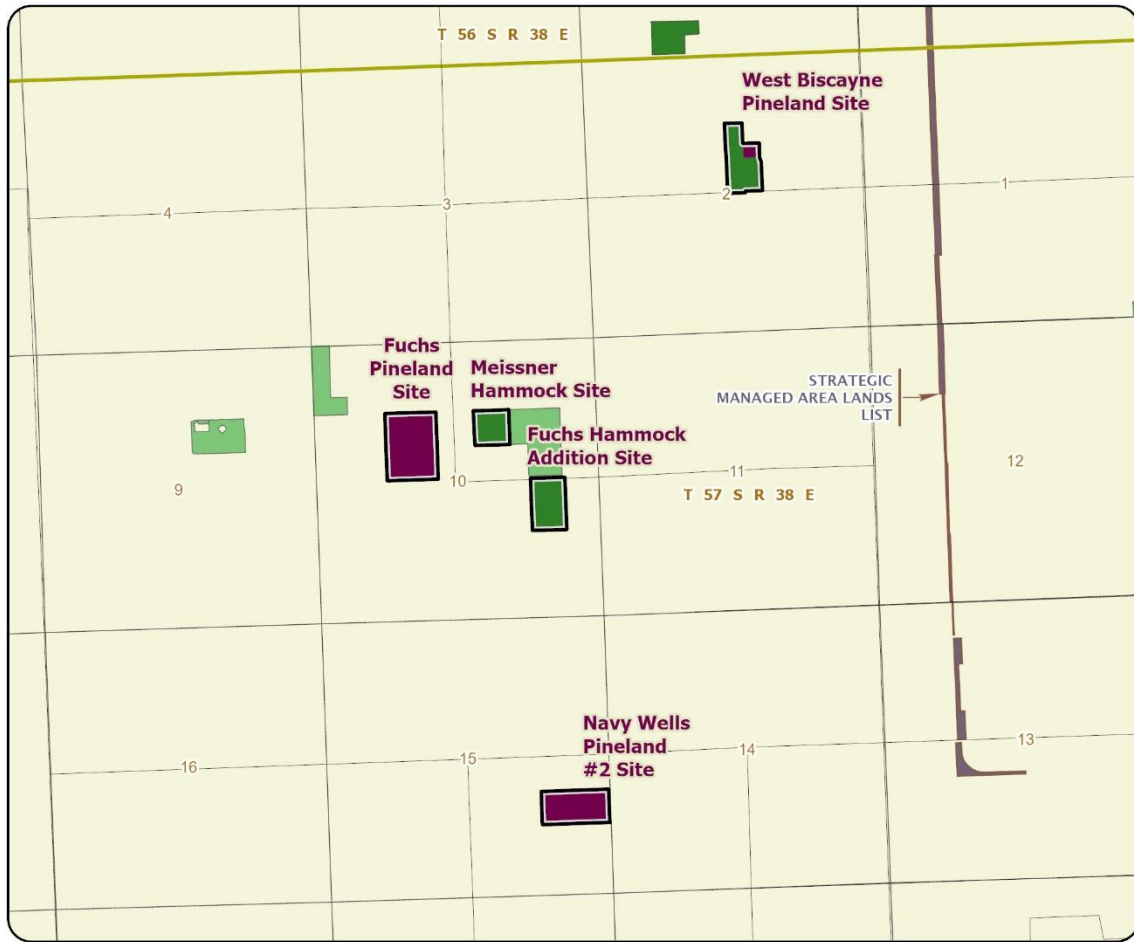 T 56 S R 38 E
West Biscayne
Pineland Site
4
3
2
1
Fuchs
Pineland
Site
Meissner
Hammock Site
STRATEGIC
MANAGED AREA LANDS
LIST
Fuchs Hammock
Addition Site
9
10
11
12
T 57 S R 38 E
Navy Wells
Pineland
#2 Site
16
15
14
13